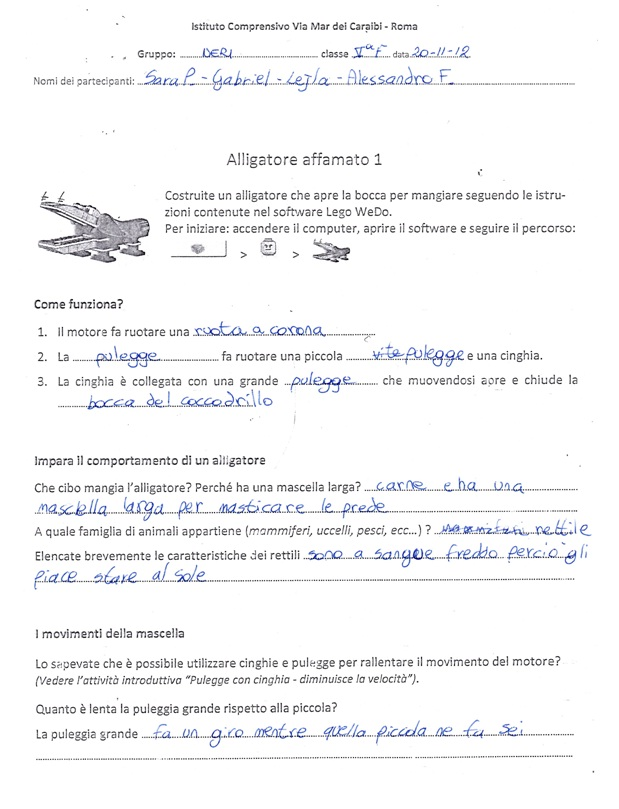 Istituto Comprensivo Via Mar dei Caraibi - Roma
Gruppo: NERI classe Vª F data 20-11-12
Nomi dei partecipanti: Sara P. - Gabriel - Lejla - Alessandro F.
Alligatore affamato 1
Costruite un alligatore che apre la bocca per mangiare seguendo le istru-
zioni contenute nel software Lego WeDo.
Per iniziare: accendere il computer, aprire il software e seguire il percorso:
> >
Come funziona?
1. Il motore fa ruotare una ruota a corona
2. La pulegge fa ruotare una piccola vite pulegge e una cinghia.
3. La cinghia è collegata con una grande pulegge che muovendosi apre e chiude la
bocca del coccodrillo
Impara il comportamento di un alligatore
Che cibo mangia l'alligatore? Perché ha una mascella larga? carne e ha una
mascella larga per masticare le prede
A quale famiglia di animali appartiene (mammiferi, uccelli, pesci, ecc...) ? rettile
Elencate brevemente le caratteristiche dei rettili sono a sangue freddo perciò gli
piace stare al sole
I movimenti della mascella
Lo sapevate che è possibile utilizzare cinghie e pulegge per rallentare il movimento del motore?
(Vedere l'attività introduttiva "Pulegge con cinghia - diminuisce la velocità").
Quanto è lenta la puleggia grande rispetto alla piccola?
La puleggia grande fa un giro mentre quella piccola ne fa sei